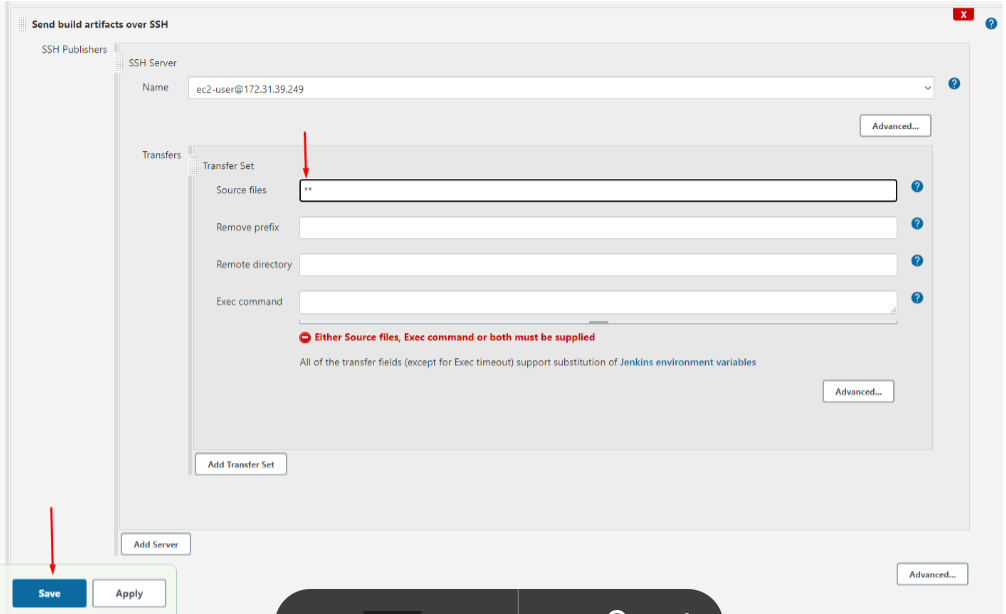 Send build artifacts over SSH
X
?
SSH Publishers
SSH Server
Name
ec2-user@172.31.39.249
?
Advanced...
Transfers
Transfer Set
Source files
**
?
Remove prefix
?
Remote directory
?
Exec command
?
Either Source files, Exec command or both must be supplied
All of the transfer fields (except for Exec timeout) support substitution of Jenkins environment variables
Advanced...
Add Transfer Set
Add Server
Advanced...
Save
Apply